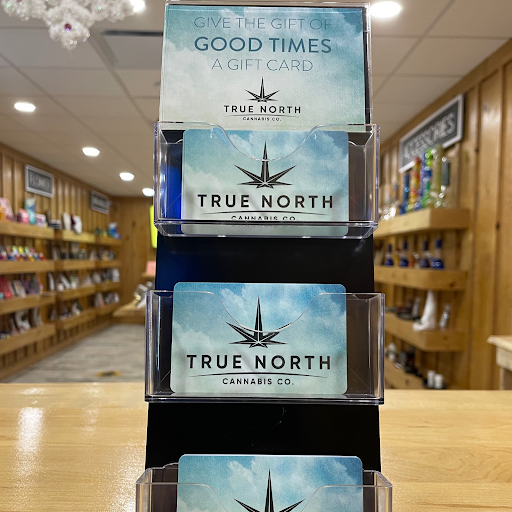 GIVE THE GIFT OF
GOOD TIMES
A GIFT CARD
TRUE NORTH
CANNABIS CO.
TRUE NORTH
CANNABIS CO.
TRUE NORTH
CANNABIS CO.
ACCESSORIES